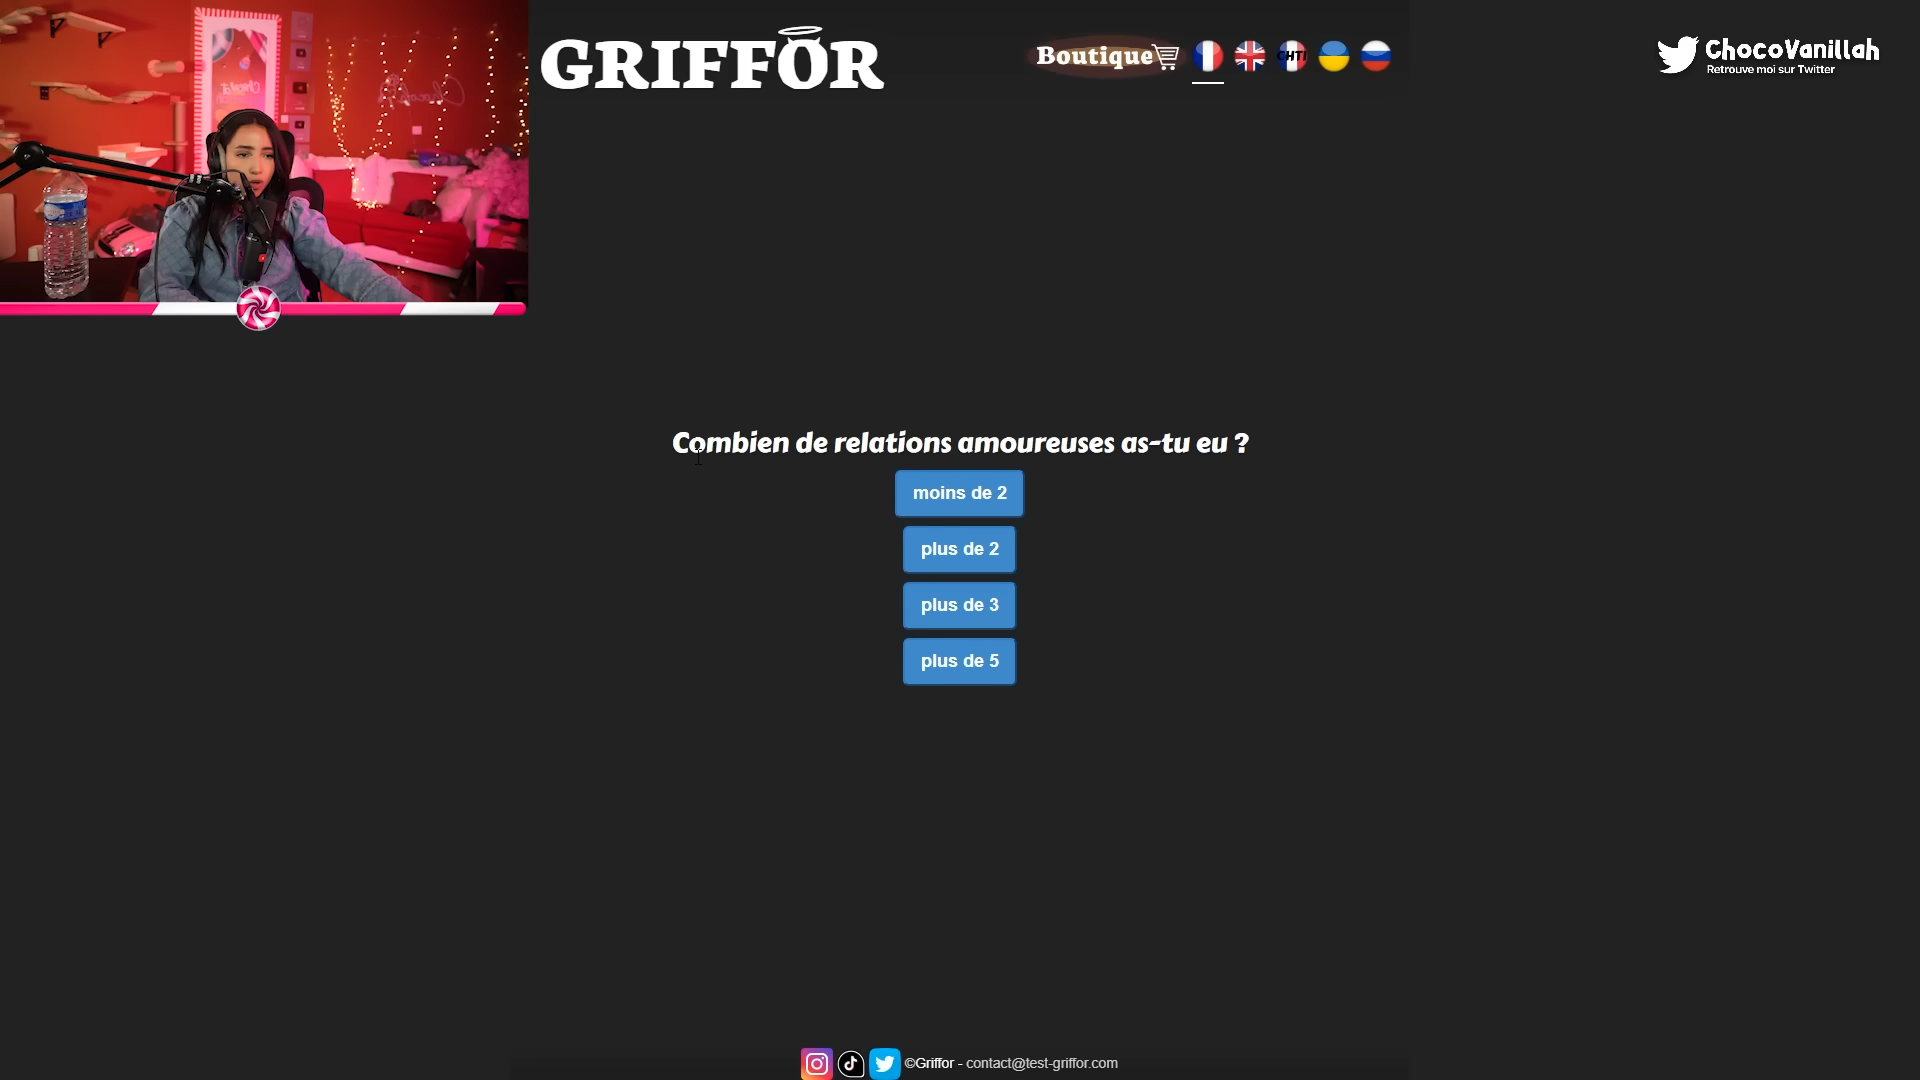 GRIFFOR
Boutique
CHTI
ChocoVanillah
Retrouve moi sur Twitter
Combien de relations amoureuses as-tu eu ?
moins de 2
plus de 2
plus de 3
plus de 5
©Griffor - contact@test-griffor.com